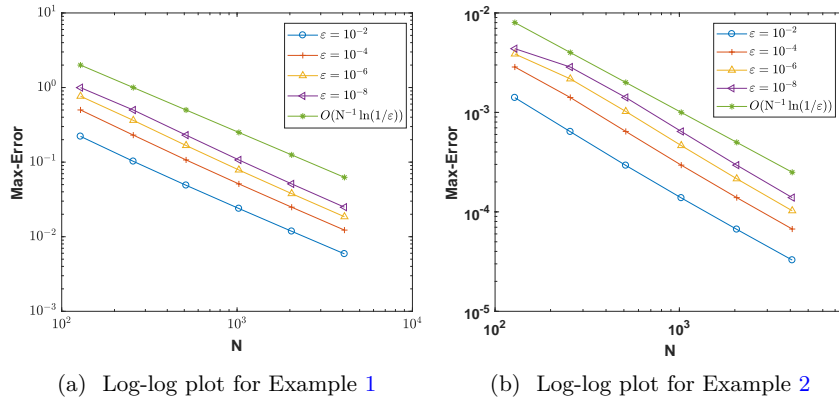 10^1
10^0
10^{-1}
10^{-2}
10^{-3}
Max-Error
10^2
10^3
10^4
N
ε = 10^{-2}
ε = 10^{-4}
ε = 10^{-6}
ε = 10^{-8}
O(N^{-1} ln(1/ε))
(a) Log-log plot for Example 1
10^{-2}
10^{-3}
10^{-4}
10^{-5}
Max-Error
10^2
10^3
N
ε = 10^{-2}
ε = 10^{-4}
ε = 10^{-6}
ε = 10^{-8}
O(N^{-1} ln(1/ε))
(b) Log-log plot for Example 2